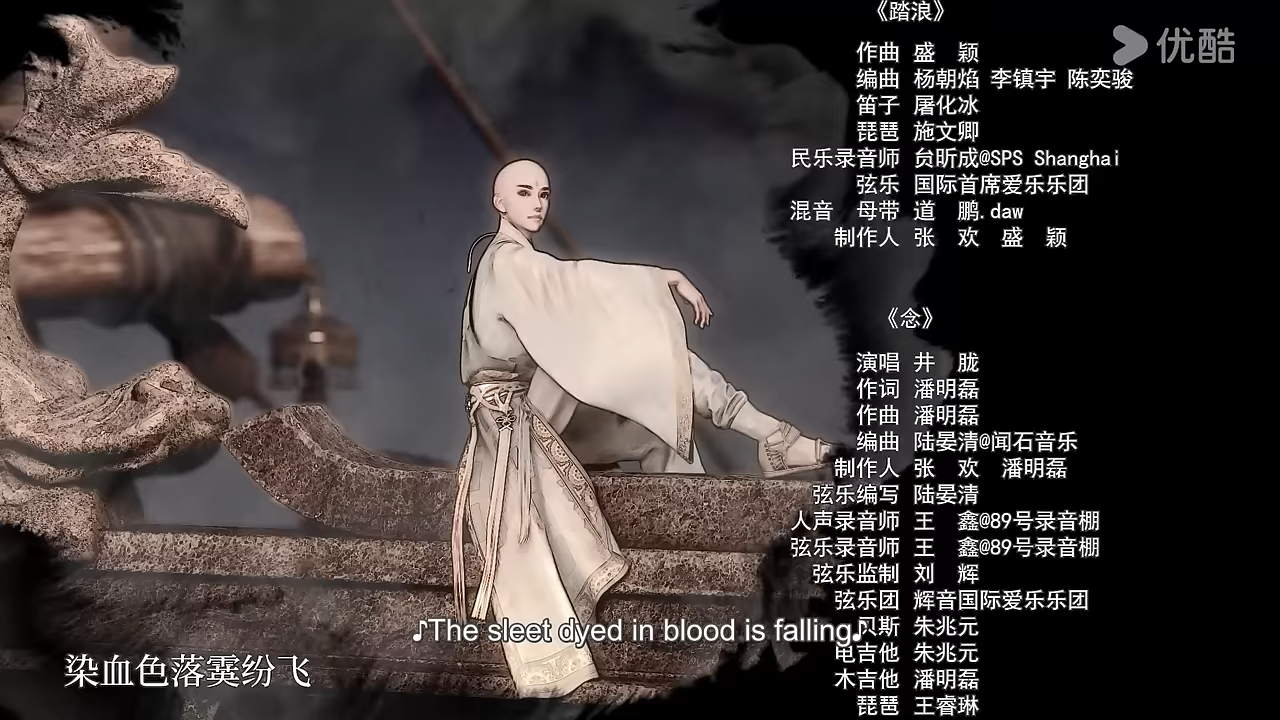 《踏浪》
优酷
作曲 盛 颖
编曲 杨朝焰 李镇宇 陈奕骏
笛子 屠化冰
琵琶 施文卿
民乐录音师 贠昕成@SPS Shanghai
弦乐 国际首席爱乐乐团
混音 母带 道 鹏.daw
制作人 张 欢 盛 颖
《念》
演唱 井 胧
作词 潘明磊
作曲 潘明磊
编曲 陆晏清@闻石音乐
制作人 张 欢 潘明磊
弦乐编写 陆晏清
人声录音师 王 鑫@89号录音棚
弦乐录音师 王 鑫@89号录音棚
弦乐监制 刘 辉
弦乐团 辉音国际爱乐乐团
贝斯 朱兆元
电吉他 朱兆元
木吉他 潘明磊
琵琶 王睿琳
♪The sleet dyed in blood is falling♪
染血色落霙纷飞